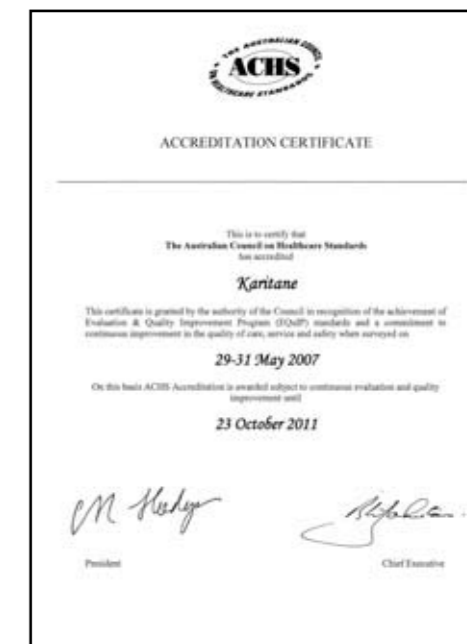 THE AUSTRALIAN COUNCIL
ACHS
ON HEALTHCARE STANDARDS
ACCREDITATION CERTIFICATE
This is to certify that
The Australian Council on Healthcare Standards
has accredited
Karitane
This certificate is granted by the authority of the Council in recognition of the achievement of
Evaluation & Quality Improvement Program (EQuIP) standards and a commitment to
continuous improvement in the quality of care, service and safety when surveyed on
29-31 May 2007
On this basis ACHS Accreditation is awarded subject to continuous evaluation and quality
improvement until
23 October 2011
President
Chief Executive